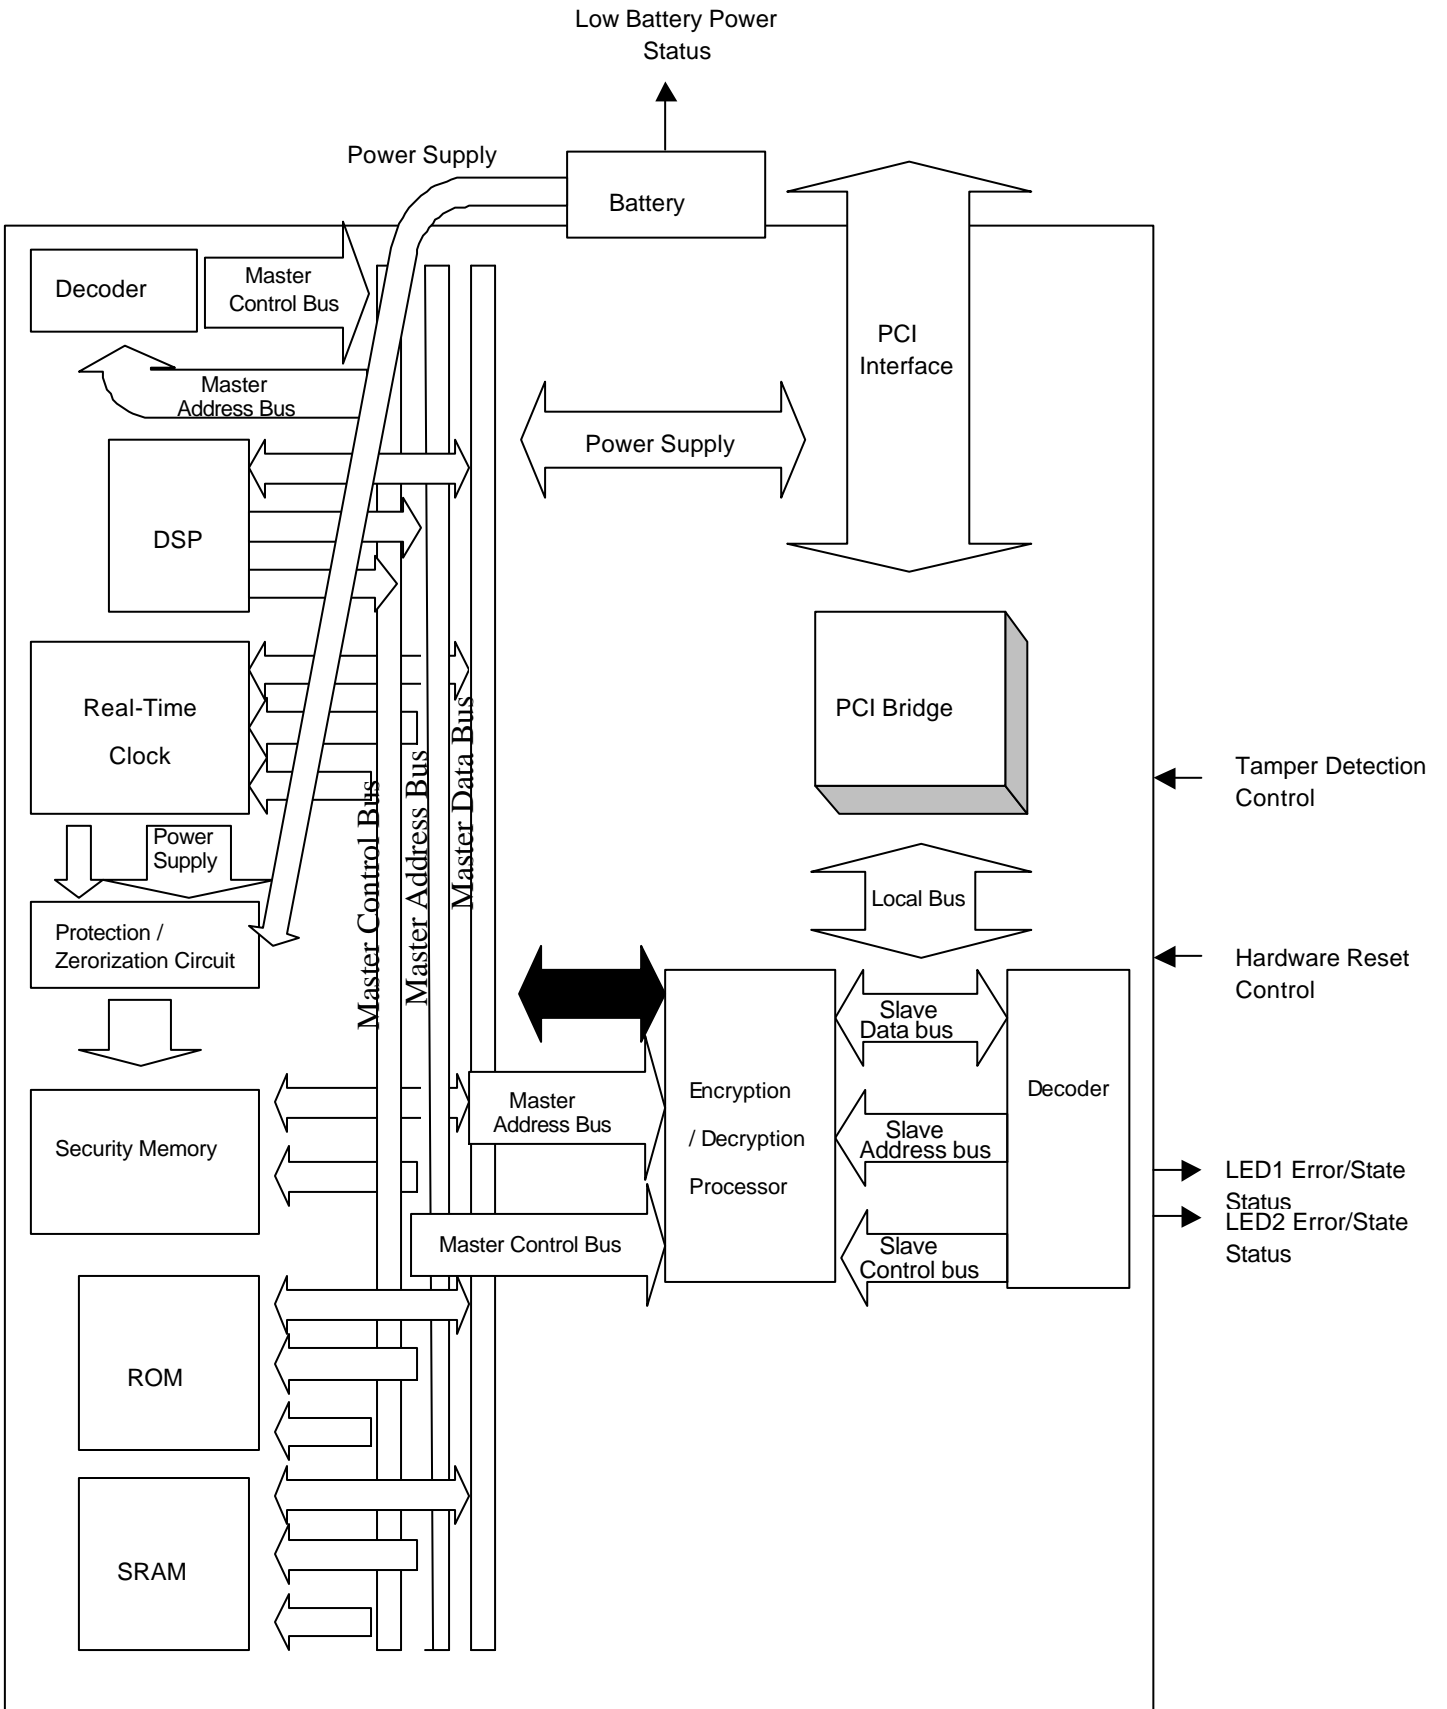 Low Battery Power
Status
Power Supply
Battery
Decoder
Master
Control Bus
PCI
Interface
Master
Address Bus
Power Supply
DSP
Real-Time
Clock
PCI Bridge
Master Control Bus
Master Address Bus
Master Data Bus
Tamper Detection
Control
Power
Supply
Local Bus
Protection /
Zerorization Circuit
Hardware Reset
Control
Slave
Data bus
Encryption
/ Decryption
Processor
Decoder
Master
Address Bus
Security Memory
Slave
Address bus
LED1 Error/State
Status
LED2 Error/State
Status
Master Control Bus
Slave
Control bus
ROM
SRAM